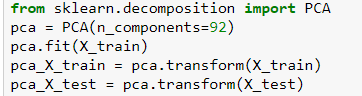 from sklearn.decomposition import PCA
pca = PCA(n_components=92)
pca.fit(X_train)
pca_X_train = pca.transform(X_train)
pca_X_test = pca.transform(X_test)